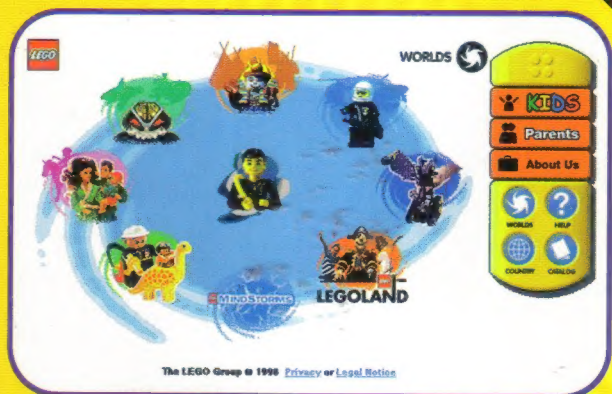 LEGO
WORLDS
KIDS
Parents
About Us
WORLDS
HELP
COUNTRY
CATALOG
MINDSTORMS
LEGOLAND
The LEGO Group © 1998 Privacy or Legal Notice